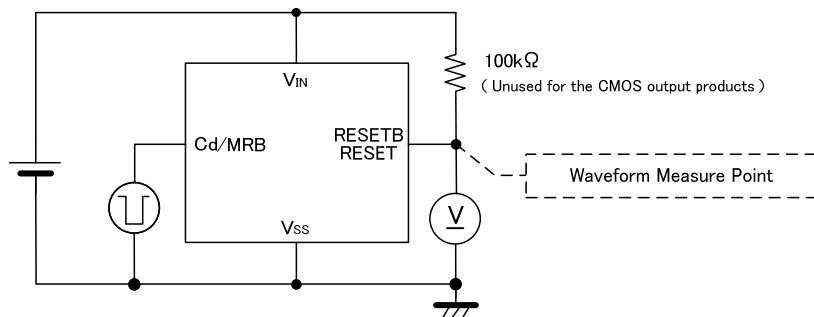 100kΩ
( Unused for the CMOS output products )
VIN
Cd/MRB
RESETB
RESET
Waveform Measure Point
V
VSS